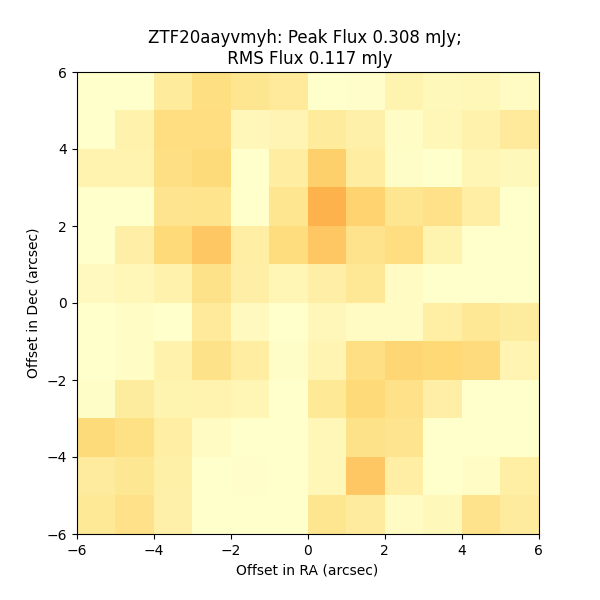 ZTF20aayvmyh: Peak Flux 0.308 mJy;
RMS Flux 0.117 mJy
6
4
2
0
−2
−4
−6
Offset in Dec (arcsec)
−6 −4 −2 0 2 4 6
Offset in RA (arcsec)